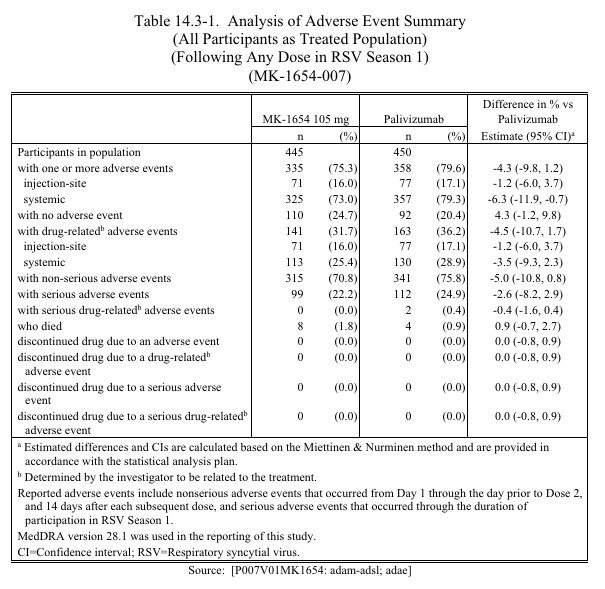 Table 14.3-1.  Analysis of Adverse Event Summary
(All Participants as Treated Population)
(Following Any Dose in RSV Season 1)
(MK-1654-007)
Difference in % vs
MK-1654 105 mg Palivizumab Palivizumab
n (%) n (%) Estimate (95% CI)ᵃ
Participants in population 445 450
with one or more adverse events 335 (75.3) 358 (79.6) -4.3 (-9.8, 1.2)
injection-site 71 (16.0) 77 (17.1) -1.2 (-6.0, 3.7)
systemic 325 (73.0) 357 (79.3) -6.3 (-11.9, -0.7)
with no adverse event 110 (24.7) 92 (20.4) 4.3 (-1.2, 9.8)
with drug-relatedᵇ adverse events 141 (31.7) 163 (36.2) -4.5 (-10.7, 1.7)
injection-site 71 (16.0) 77 (17.1) -1.2 (-6.0, 3.7)
systemic 113 (25.4) 130 (28.9) -3.5 (-9.3, 2.3)
with non-serious adverse events 315 (70.8) 341 (75.8) -5.0 (-10.8, 0.8)
with serious adverse events 99 (22.2) 112 (24.9) -2.6 (-8.2, 2.9)
with serious drug-relatedᵇ adverse events 0 (0.0) 2 (0.4) -0.4 (-1.6, 0.4)
who died 8 (1.8) 4 (0.9) 0.9 (-0.7, 2.7)
discontinued drug due to an adverse event 0 (0.0) 0 (0.0) 0.0 (-0.8, 0.9)
discontinued drug due to a drug-relatedᵇ 0 (0.0) 0 (0.0) 0.0 (-0.8, 0.9)
adverse event
discontinued drug due to a serious adverse 0 (0.0) 0 (0.0) 0.0 (-0.8, 0.9)
event
discontinued drug due to a serious drug-relatedᵇ 0 (0.0) 0 (0.0) 0.0 (-0.8, 0.9)
adverse event
ᵃ Estimated differences and CIs are calculated based on the Miettinen & Nurminen method and are provided in
accordance with the statistical analysis plan.
ᵇ Determined by the investigator to be related to the treatment.
Reported adverse events include nonserious adverse events that occurred from Day 1 through the day prior to Dose 2,
and 14 days after each subsequent dose, and serious adverse events that occurred through the duration of
participation in RSV Season 1.
MedDRA version 28.1 was used in the reporting of this study.
CI=Confidence interval; RSV=Respiratory syncytial virus.
Source:  [P007V01MK1654: adam-adsl; adae]